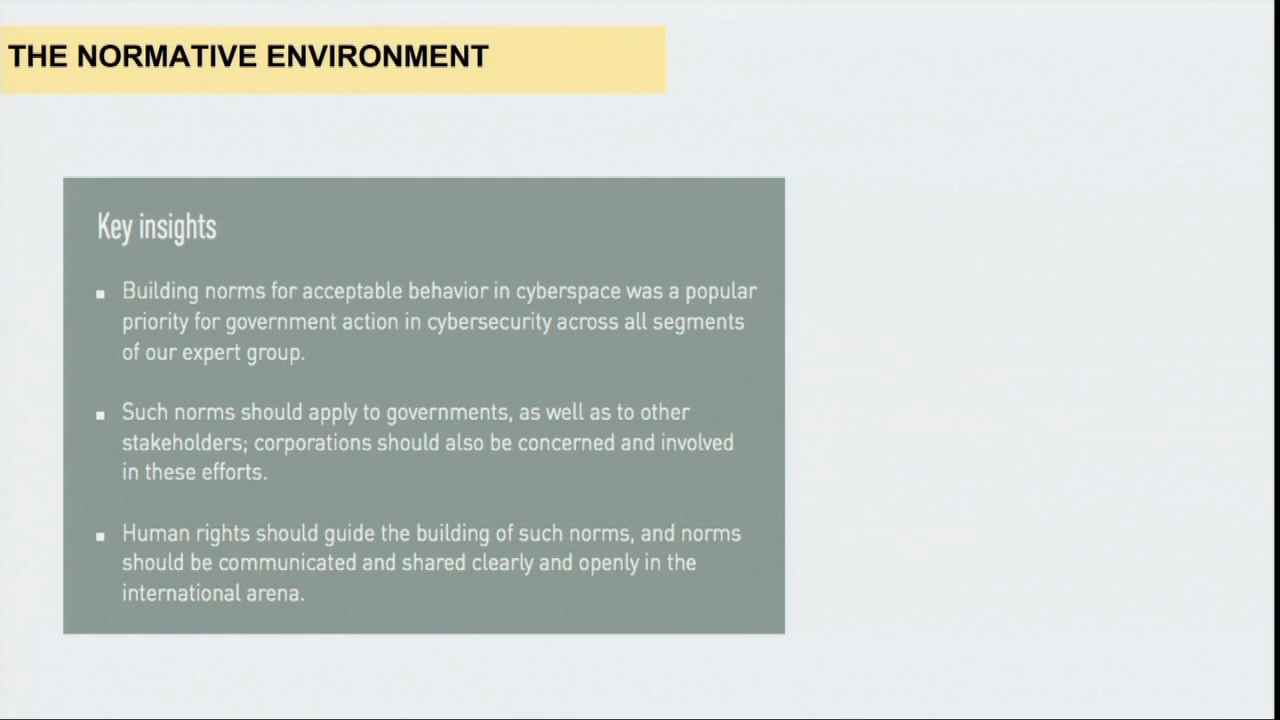 THE NORMATIVE ENVIRONMENT
Key insights
▪ Building norms for acceptable behavior in cyberspace was a popular
priority for government action in cybersecurity across all segments
of our expert group.
▪ Such norms should apply to governments, as well as to other
stakeholders; corporations should also be concerned and involved
in these efforts.
▪ Human rights should guide the building of such norms, and norms
should be communicated and shared clearly and openly in the
international arena.